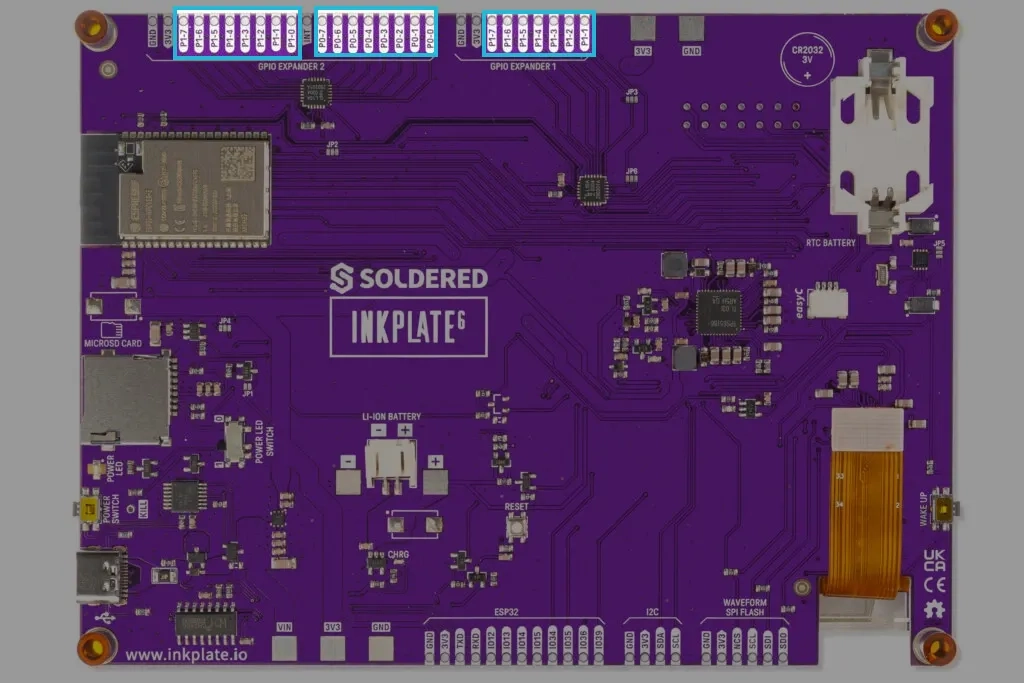 GND 3V3 P1-7 P1-6 P1-5 P1-4 P1-3 P1-2 P1-1 P1-0 INT P0-7 P0-6 P0-5 P0-4 P0-3 P0-2 P0-1 P0-0 GND 3V3 P1-7 P1-6 P1-5 P1-4 P1-3 P1-2 P1-1
3V3 GND
GPIO EXPANDER 2
GPIO EXPANDER 1
CR2032
3V
+
JP3
JP2
JP6
RTC BATTERY
JP5
SOLDERED
INKPLATE6
easyC
MICROSD CARD
JP4
JP1
0
1
POWER LED
SWITCH
LI-ION BATTERY
- +
- +
POWER
LED
POWER
SWITCH
KILL
RESET
WAKE UP
CHRG
UK
CA
CE
WAVEFORM
SPI FLASH
ESP32
I2C
VIN 3V3 GND
GND 3V3 TXD RXD IO12 IO13 IO14 IO15 IO34 IO35 IO38 IO39
GND 3V3 SDA SCL
GND 3V3 NCS SCL SDI SDO
www.inkplate.io